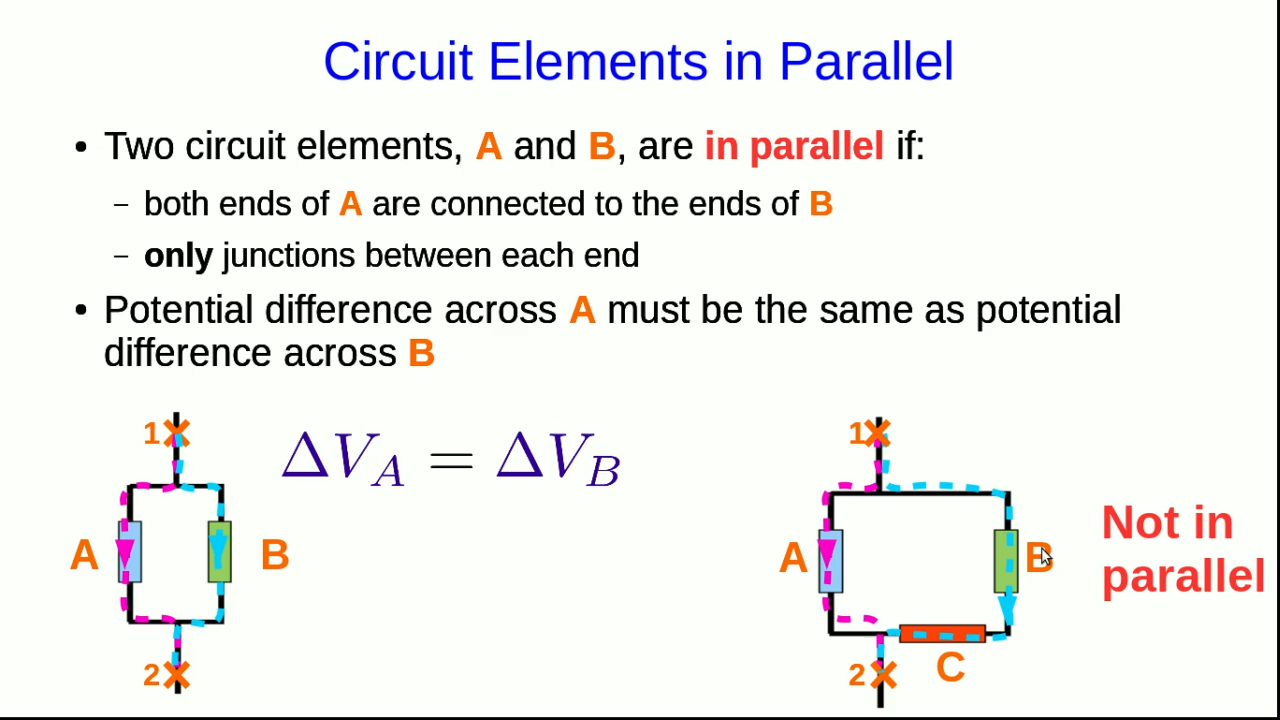 Circuit Elements in Parallel
• Two circuit elements, A and B, are in parallel if:
– both ends of A are connected to the ends of B
– only junctions between each end
• Potential difference across A must be the same as potential
difference across B
1
ΔV_A = ΔV_B
A
B
2
1
A
B
C
2
Not in
parallel